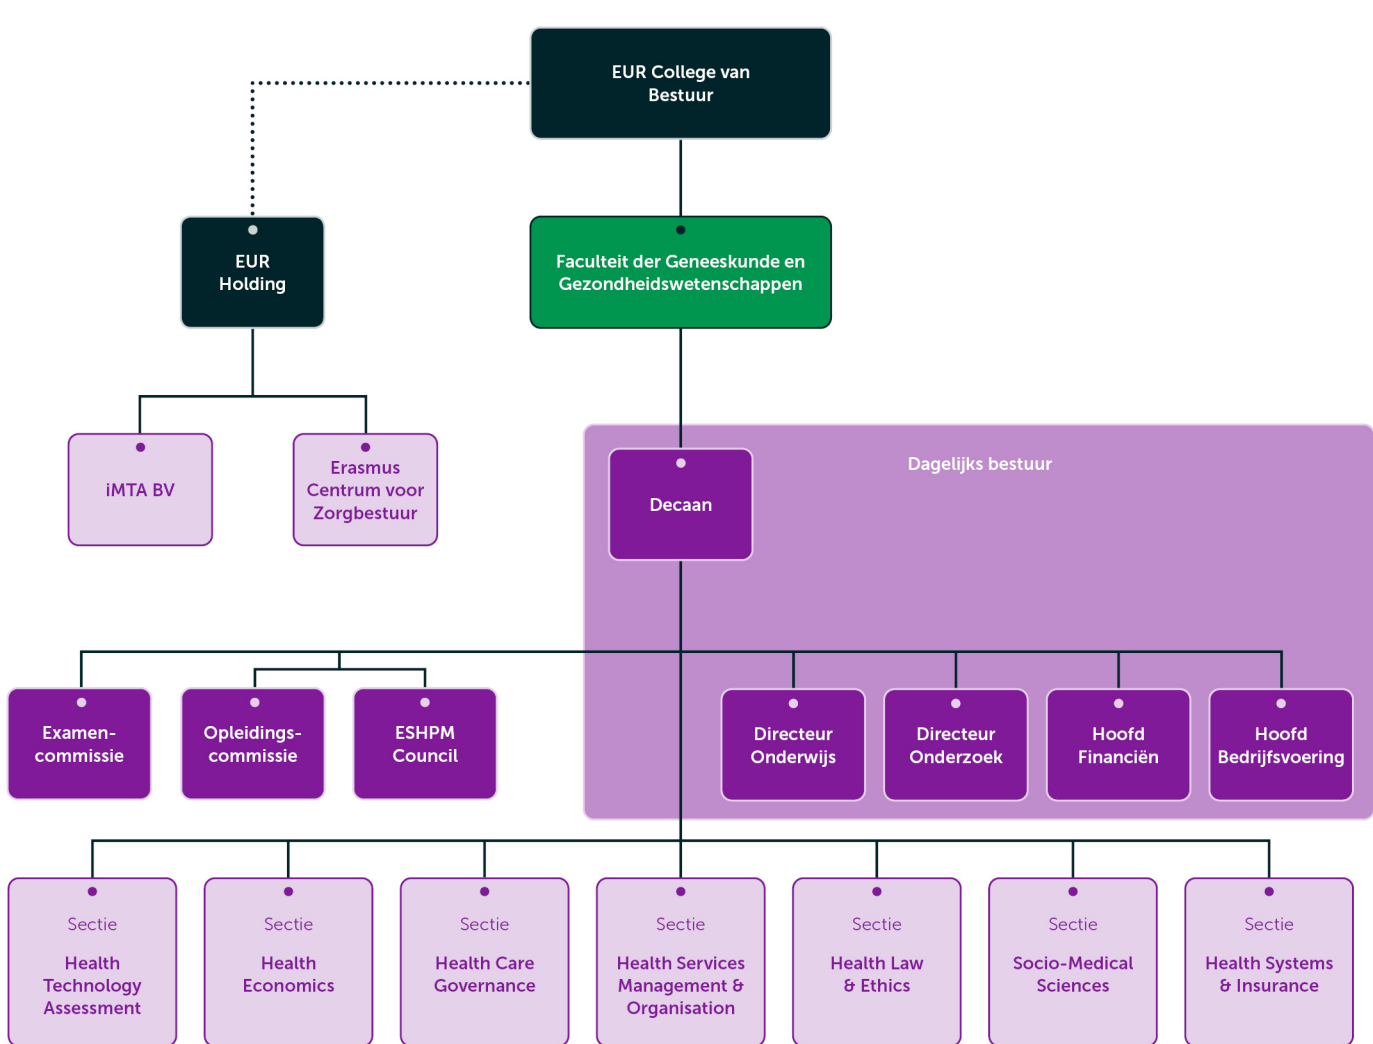 EUR College van
Bestuur
EUR
Holding
Faculteit der Geneeskunde en
Gezondheidswetenschappen
iMTA BV
Erasmus
Centrum voor
Zorgbestuur
Dagelijks bestuur
Decaan
Examen-
commissie
Opleidings-
commissie
ESHPM
Council
Directeur
Onderwijs
Directeur
Onderzoek
Hoofd
Financiën
Hoofd
Bedrijfsvoering
Sectie
Health
Technology
Assessment
Sectie
Health
Economics
Sectie
Health Care
Governance
Sectie
Health Services
Management &
Organisation
Sectie
Health Law
& Ethics
Sectie
Socio-Medical
Sciences
Sectie
Health Systems
& Insurance